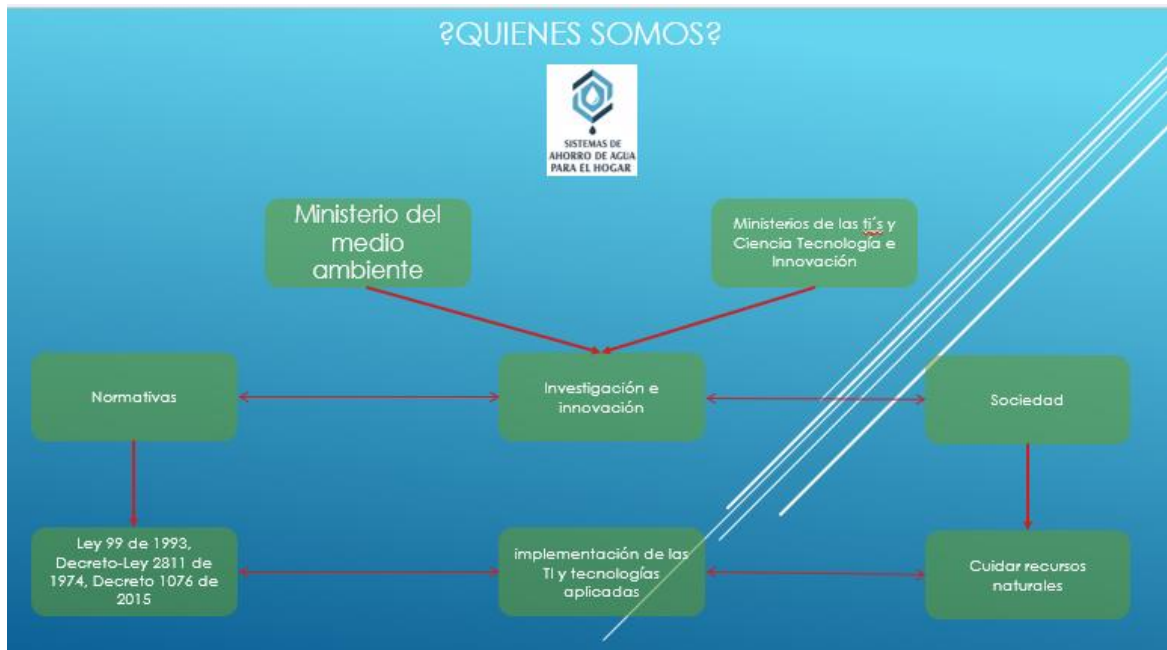 ?QUIENES SOMOS?
SISTEMAS DE
AHORRO DE AGUA
PARA EL HOGAR
Ministerio del
medio
ambiente
Ministerios de las ti´s y
Ciencia Tecnología e
Innovación
Normativas
Investigación e
innovación
Sociedad
Ley 99 de 1993,
Decreto-Ley 2811 de
1974, Decreto 1076 de
2015
implementación de las
TI y tecnologías
aplicadas
Cuidar recursos
naturales